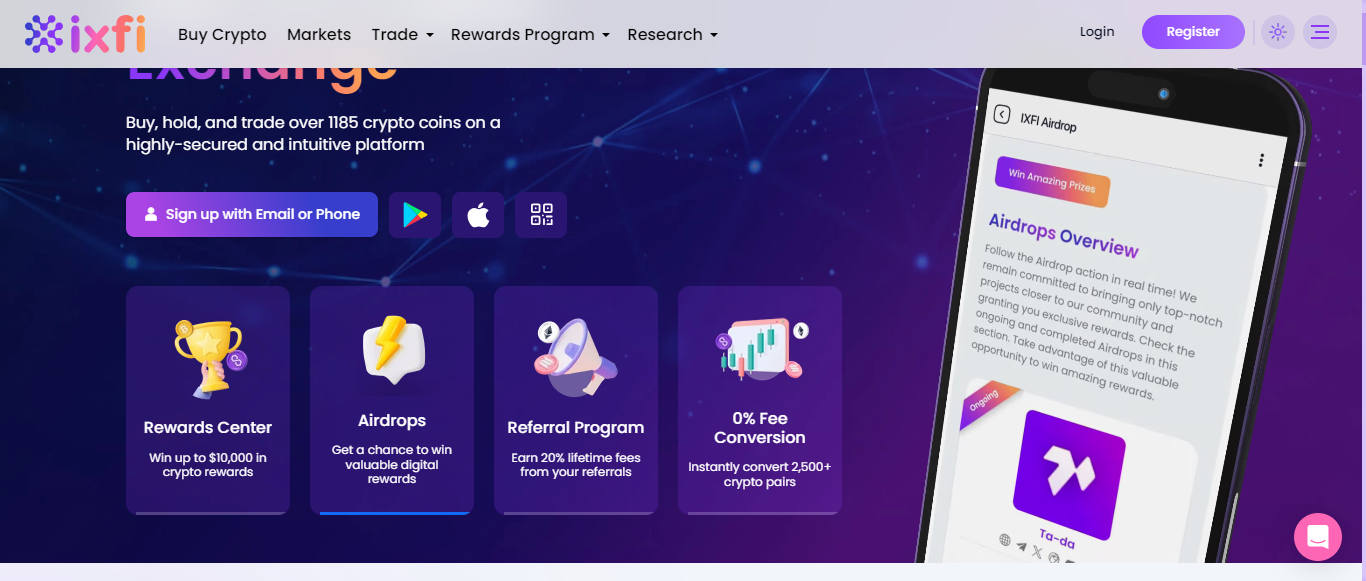 ixfi
Buy Crypto
Markets
Trade
Rewards Program
Research
Login
Register
Exchange
Buy, hold, and trade over 1185 crypto coins on a
highly-secured and intuitive platform
Sign up with Email or Phone
Rewards Center
Win up to $10,000 in
crypto rewards
Airdrops
Get a chance to win
valuable digital
rewards
Referral Program
Earn 20% lifetime fees
from your referrals
0% Fee
Conversion
Instantly convert 2,500+
crypto pairs
IXFI Airdrop
Win Amazing Prizes
Airdrops Overview
Follow the Airdrop action in real time! We
remain committed to bringing only top-notch
projects closer to our community and
granting you exclusive rewards. Check the
ongoing and completed Airdrops in this
section. Take advantage of this valuable
opportunity to win amazing rewards.
Ongoing
Ta-da